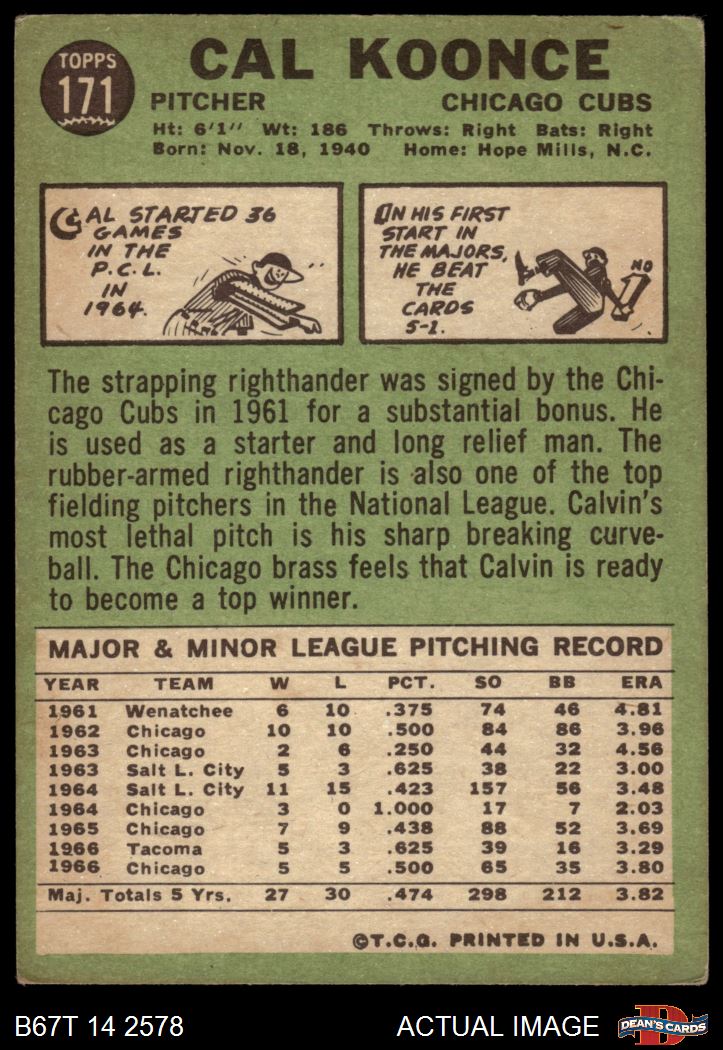 TOPPS
171
CAL KOONCE
PITCHER CHICAGO CUBS
Ht: 6'1" Wt: 186 Throws: Right Bats: Right
Born: Nov. 18, 1940 Home: Hope Mills, N.C.
CAL STARTED 36
GAMES
IN THE
P.C.L.
IN
1964.
IN HIS FIRST
START IN
THE MAJORS,
HE BEAT
THE
CARDS
5-1.
NO
The strapping righthander was signed by the Chi-
cago Cubs in 1961 for a substantial bonus. He
is used as a starter and long relief man. The
rubber-armed righthander is also one of the top
fielding pitchers in the National League. Calvin's
most lethal pitch is his sharp breaking curve-
ball. The Chicago brass feels that Calvin is ready
to become a top winner.
MAJOR & MINOR LEAGUE PITCHING RECORD
YEAR TEAM W L PCT. SO BB ERA
1961 Wenatchee 6 10 .375 74 46 4.81
1962 Chicago 10 10 .500 84 86 3.96
1963 Chicago 2 6 .250 44 32 4.56
1963 Salt L. City 5 3 .625 38 22 3.00
1964 Salt L. City 11 15 .423 157 56 3.48
1964 Chicago 3 0 1.000 17 7 2.03
1965 Chicago 7 9 .438 88 52 3.69
1966 Tacoma 5 3 .625 39 16 3.29
1966 Chicago 5 5 .500 65 35 3.80
Maj. Totals 5 Yrs. 27 30 .474 298 212 3.82
©T.C.G. PRINTED IN U.S.A.
B67T 14 2578 ACTUAL IMAGE D DEAN'S CARDS